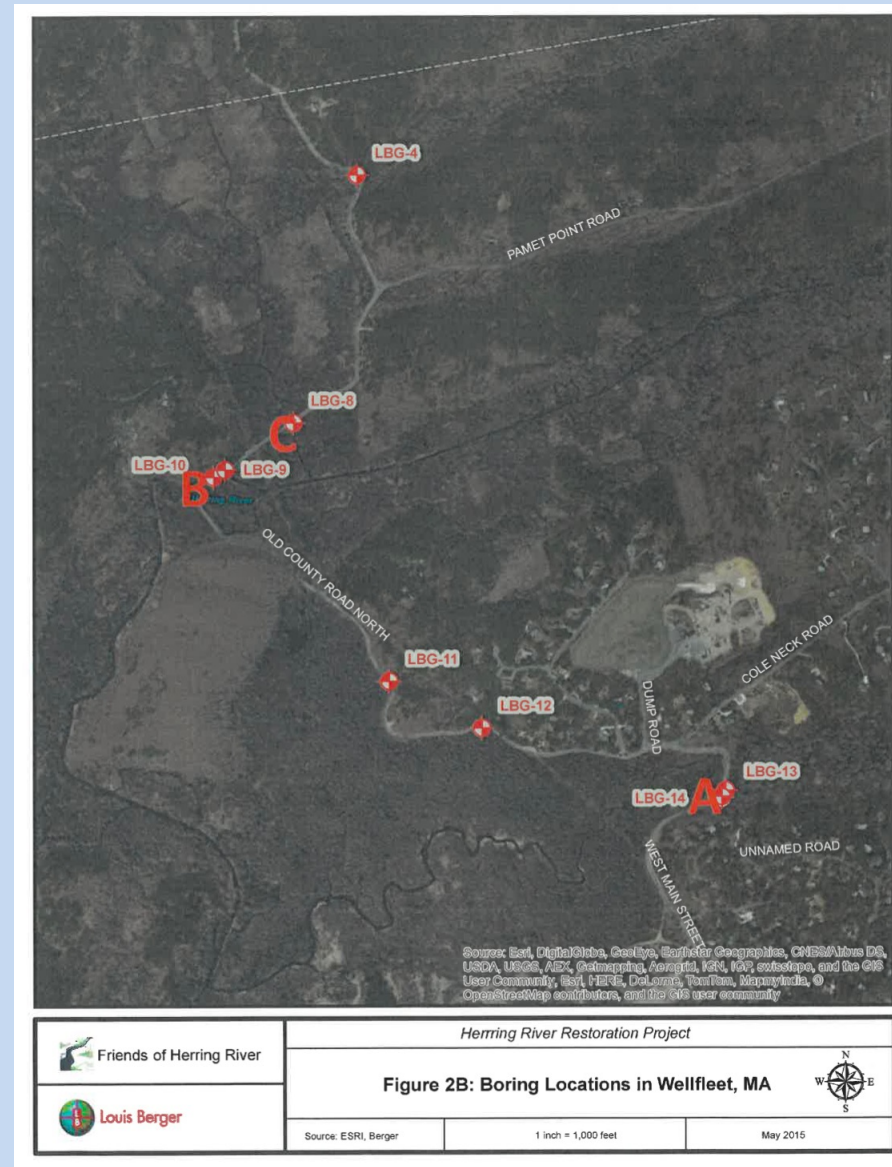 LBG-4
PAMET POINT ROAD
LBG-8
C
LBG-10
LBG-9
B
OLD COUNTY ROAD NORTH
LBG-11
LBG-12
DUMP ROAD
COLE NECK ROAD
LBG-13
LBG-14
A
WEST MAIN STREET
UNNAMED ROAD
Source: Esri, DigitalGlobe, GeoEye, Earthstar Geographics, CNES/Airbus DS,
USDA, USGS, AEX, Getmapping, Aerogrid, IGN, IGP, swisstopo, and the GIS
User Community, Esri, HERE, DeLorme, TomTom, MapmyIndia, ©
OpenStreetMap contributors, and the GIS user community
Friends of Herring River
Louis Berger
Herrring River Restoration Project
Figure 2B: Boring Locations in Wellfleet, MA
N
W
E
S
Source: ESRI, Berger
1 inch = 1,000 feet
May 2015